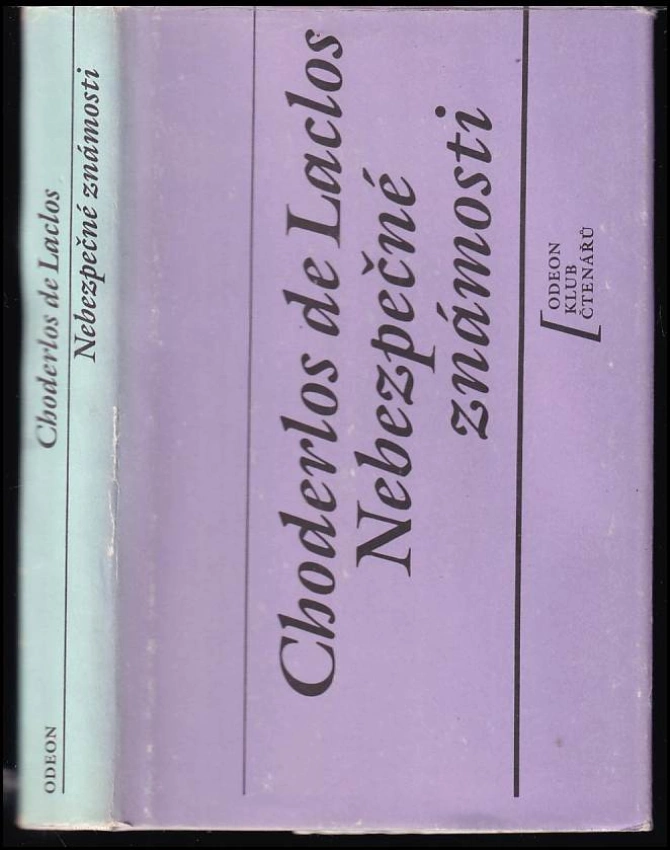 Choderlos de Laclos
Nebezpečné známosti
ODEON
Choderlos de Laclos
Nebezpečné
známosti
ODEON
KLUB
ČTENÁŘŮ